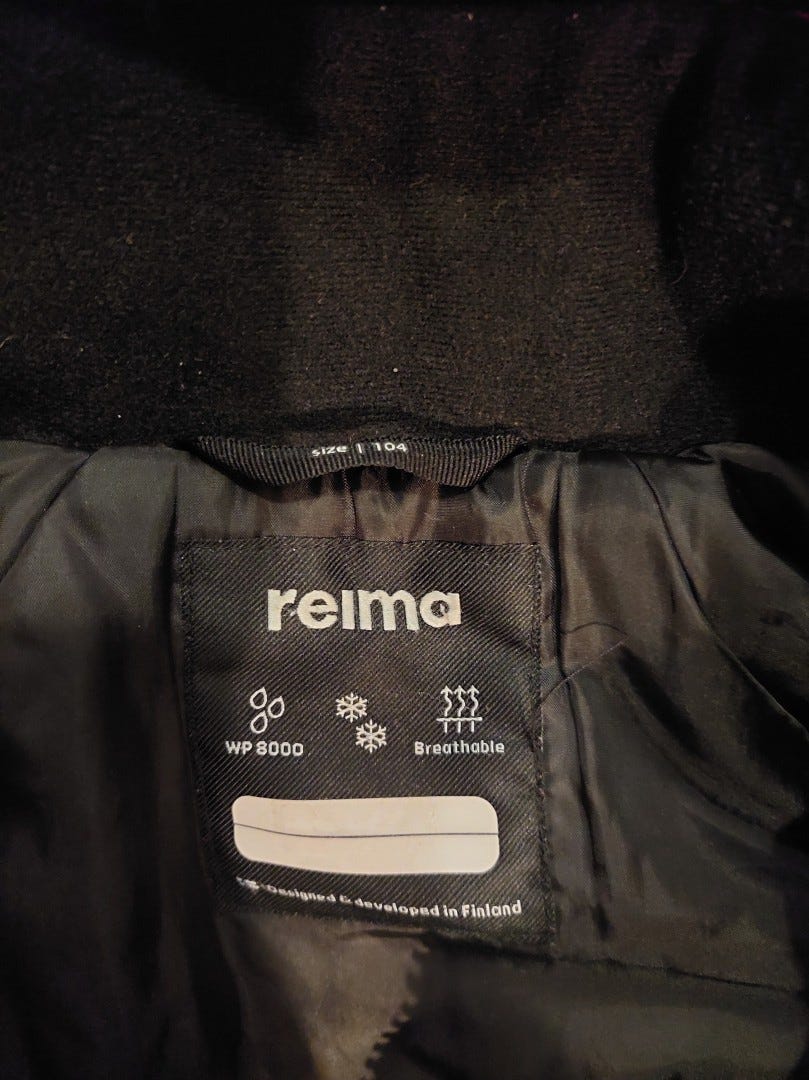 size | 104
reima
WP 8000
Breathable
Designed & developed in Finland